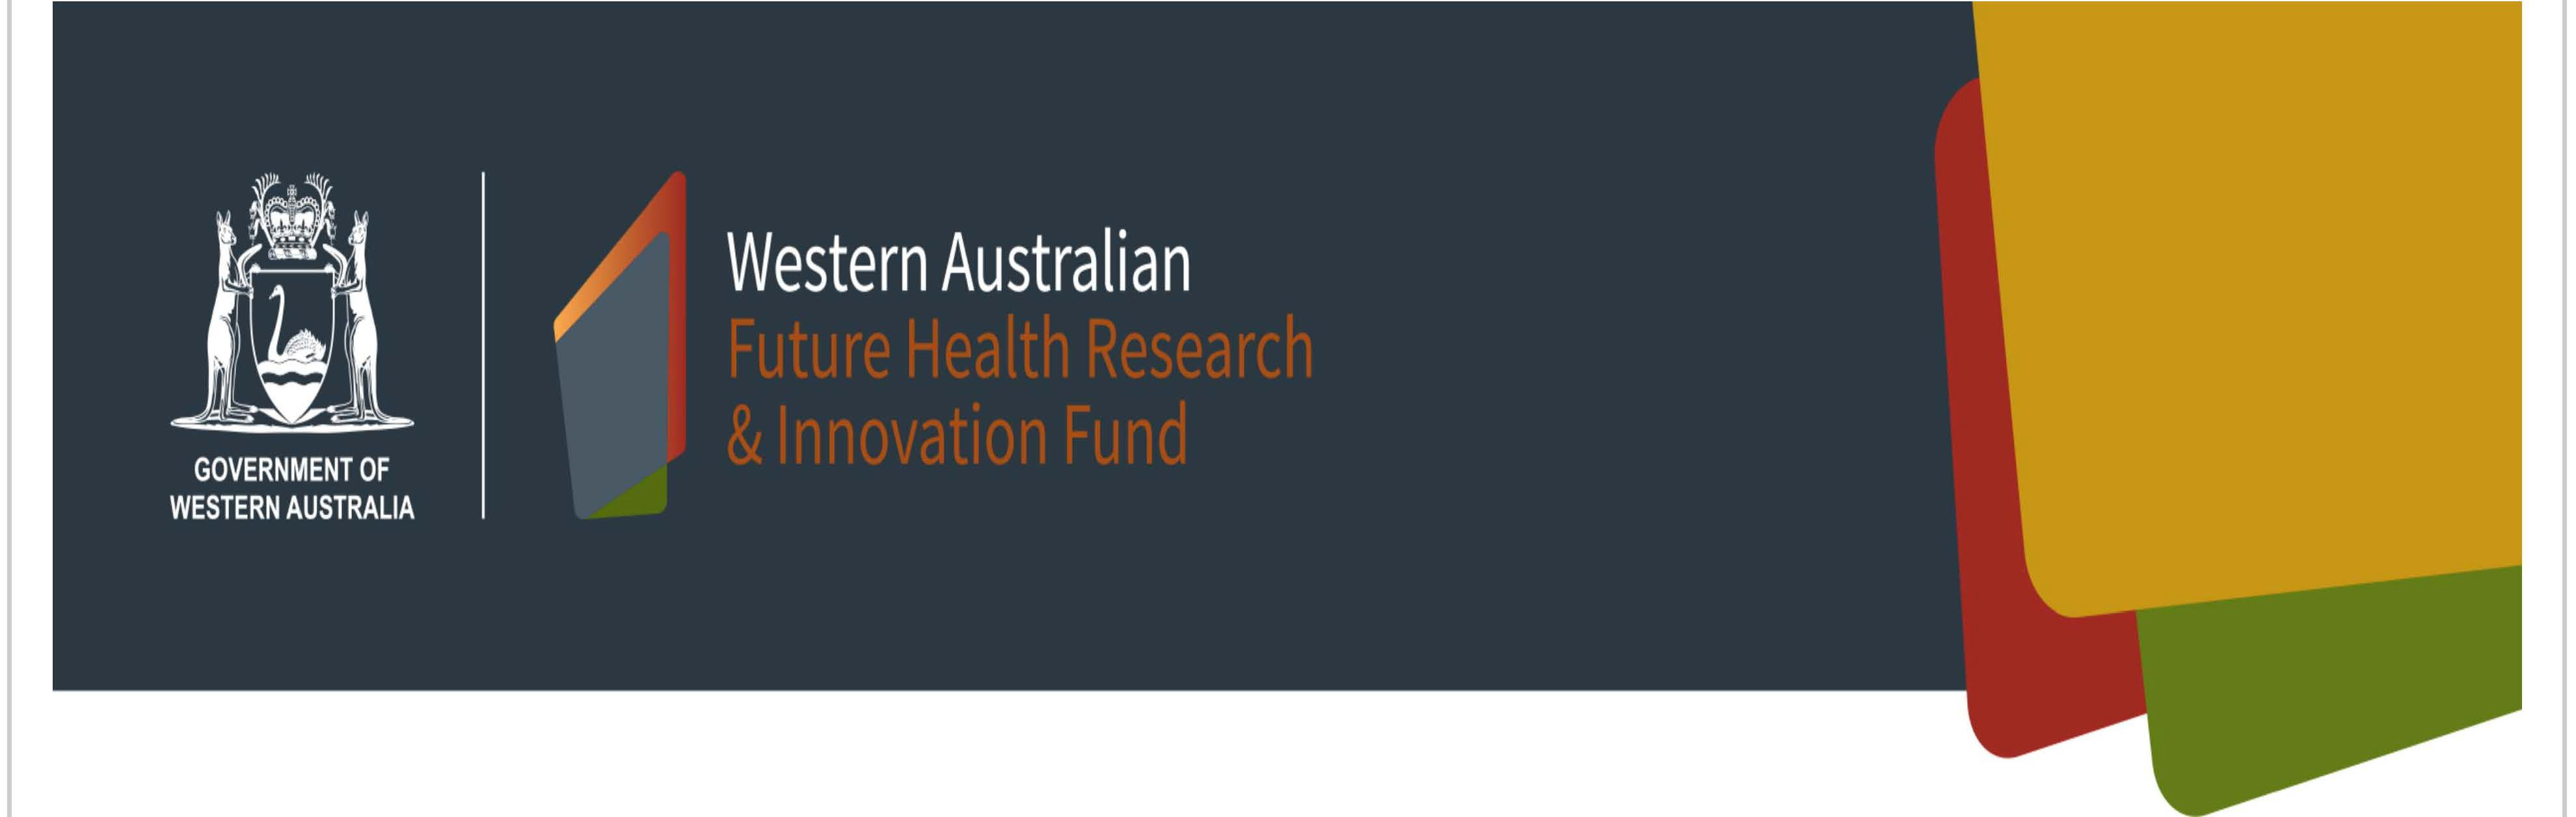 GOVERNMENT OF
WESTERN AUSTRALIA
Western Australian
Future Health Research
& Innovation Fund